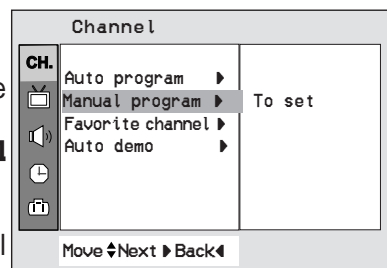 Channel
CH.
Auto program
Manual program
To set
Favorite channel
Auto demo
Move Next Back